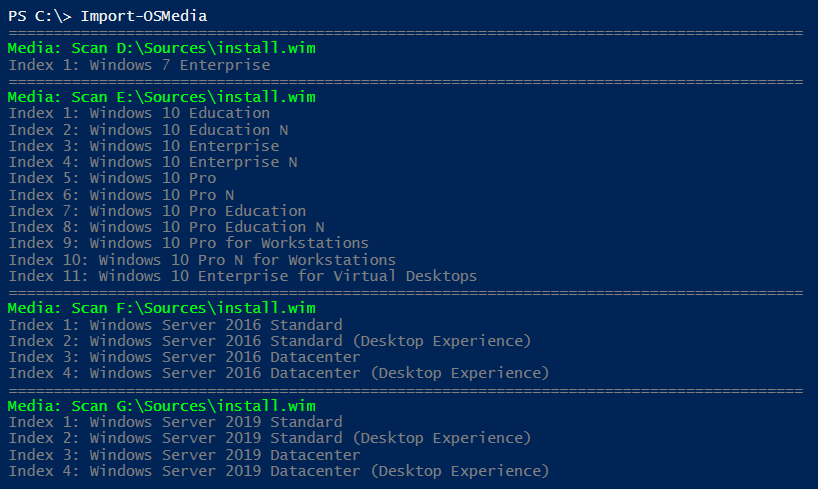 PS C:\> Import-OSMedia
========================================================================================
Media: Scan D:\Sources\install.wim
Index 1: Windows 7 Enterprise
========================================================================================
Media: Scan E:\Sources\install.wim
Index 1: Windows 10 Education
Index 2: Windows 10 Education N
Index 3: Windows 10 Enterprise
Index 4: Windows 10 Enterprise N
Index 5: Windows 10 Pro
Index 6: Windows 10 Pro N
Index 7: Windows 10 Pro Education
Index 8: Windows 10 Pro Education N
Index 9: Windows 10 Pro for Workstations
Index 10: Windows 10 Pro N for Workstations
Index 11: Windows 10 Enterprise for Virtual Desktops
========================================================================================
Media: Scan F:\Sources\install.wim
Index 1: Windows Server 2016 Standard
Index 2: Windows Server 2016 Standard (Desktop Experience)
Index 3: Windows Server 2016 Datacenter
Index 4: Windows Server 2016 Datacenter (Desktop Experience)
========================================================================================
Media: Scan G:\Sources\install.wim
Index 1: Windows Server 2019 Standard
Index 2: Windows Server 2019 Standard (Desktop Experience)
Index 3: Windows Server 2019 Datacenter
Index 4: Windows Server 2019 Datacenter (Desktop Experience)